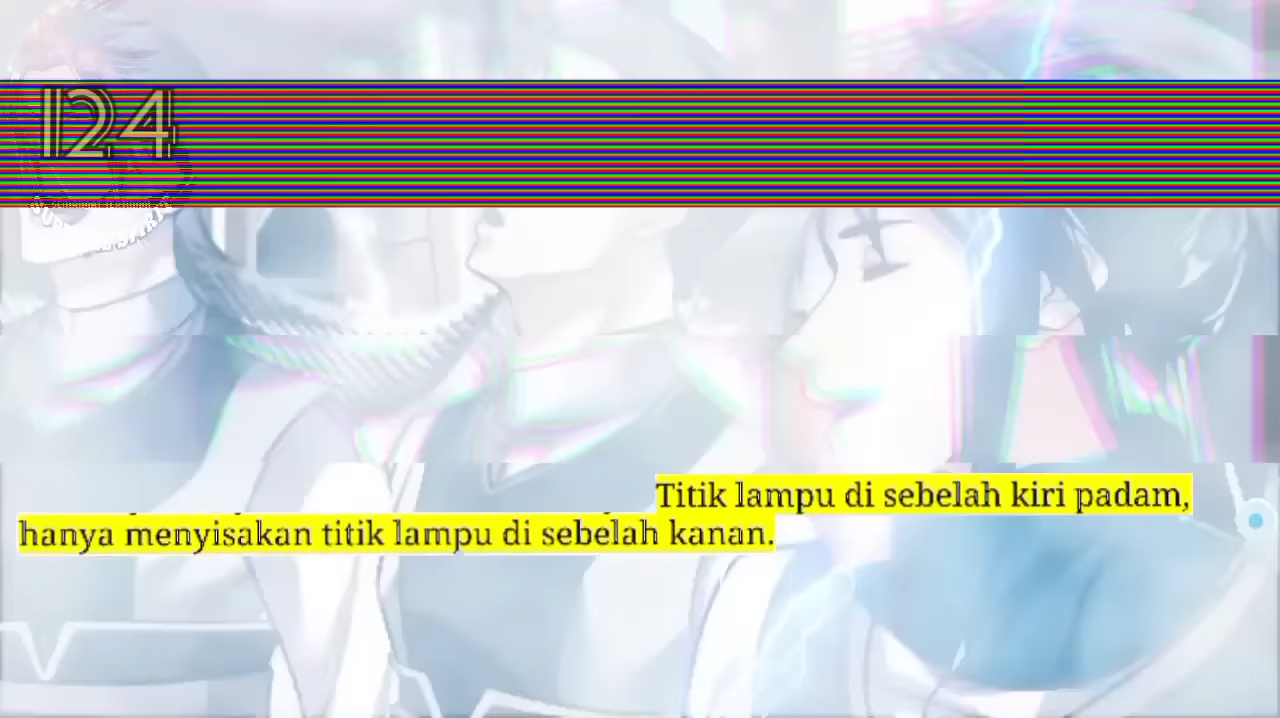 124
Titik lampu di sebelah kiri padam,
hanya menyisakan titik lampu di sebelah kanan.